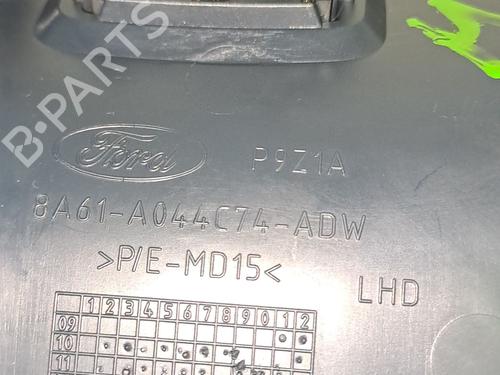 B-PARTS
Ford P9Z1A
8A61-A044C74-ADW
>P/E-MD15<
LHD
1 2 3 4 5 6 7 8 9 0 1 2
09
10
11